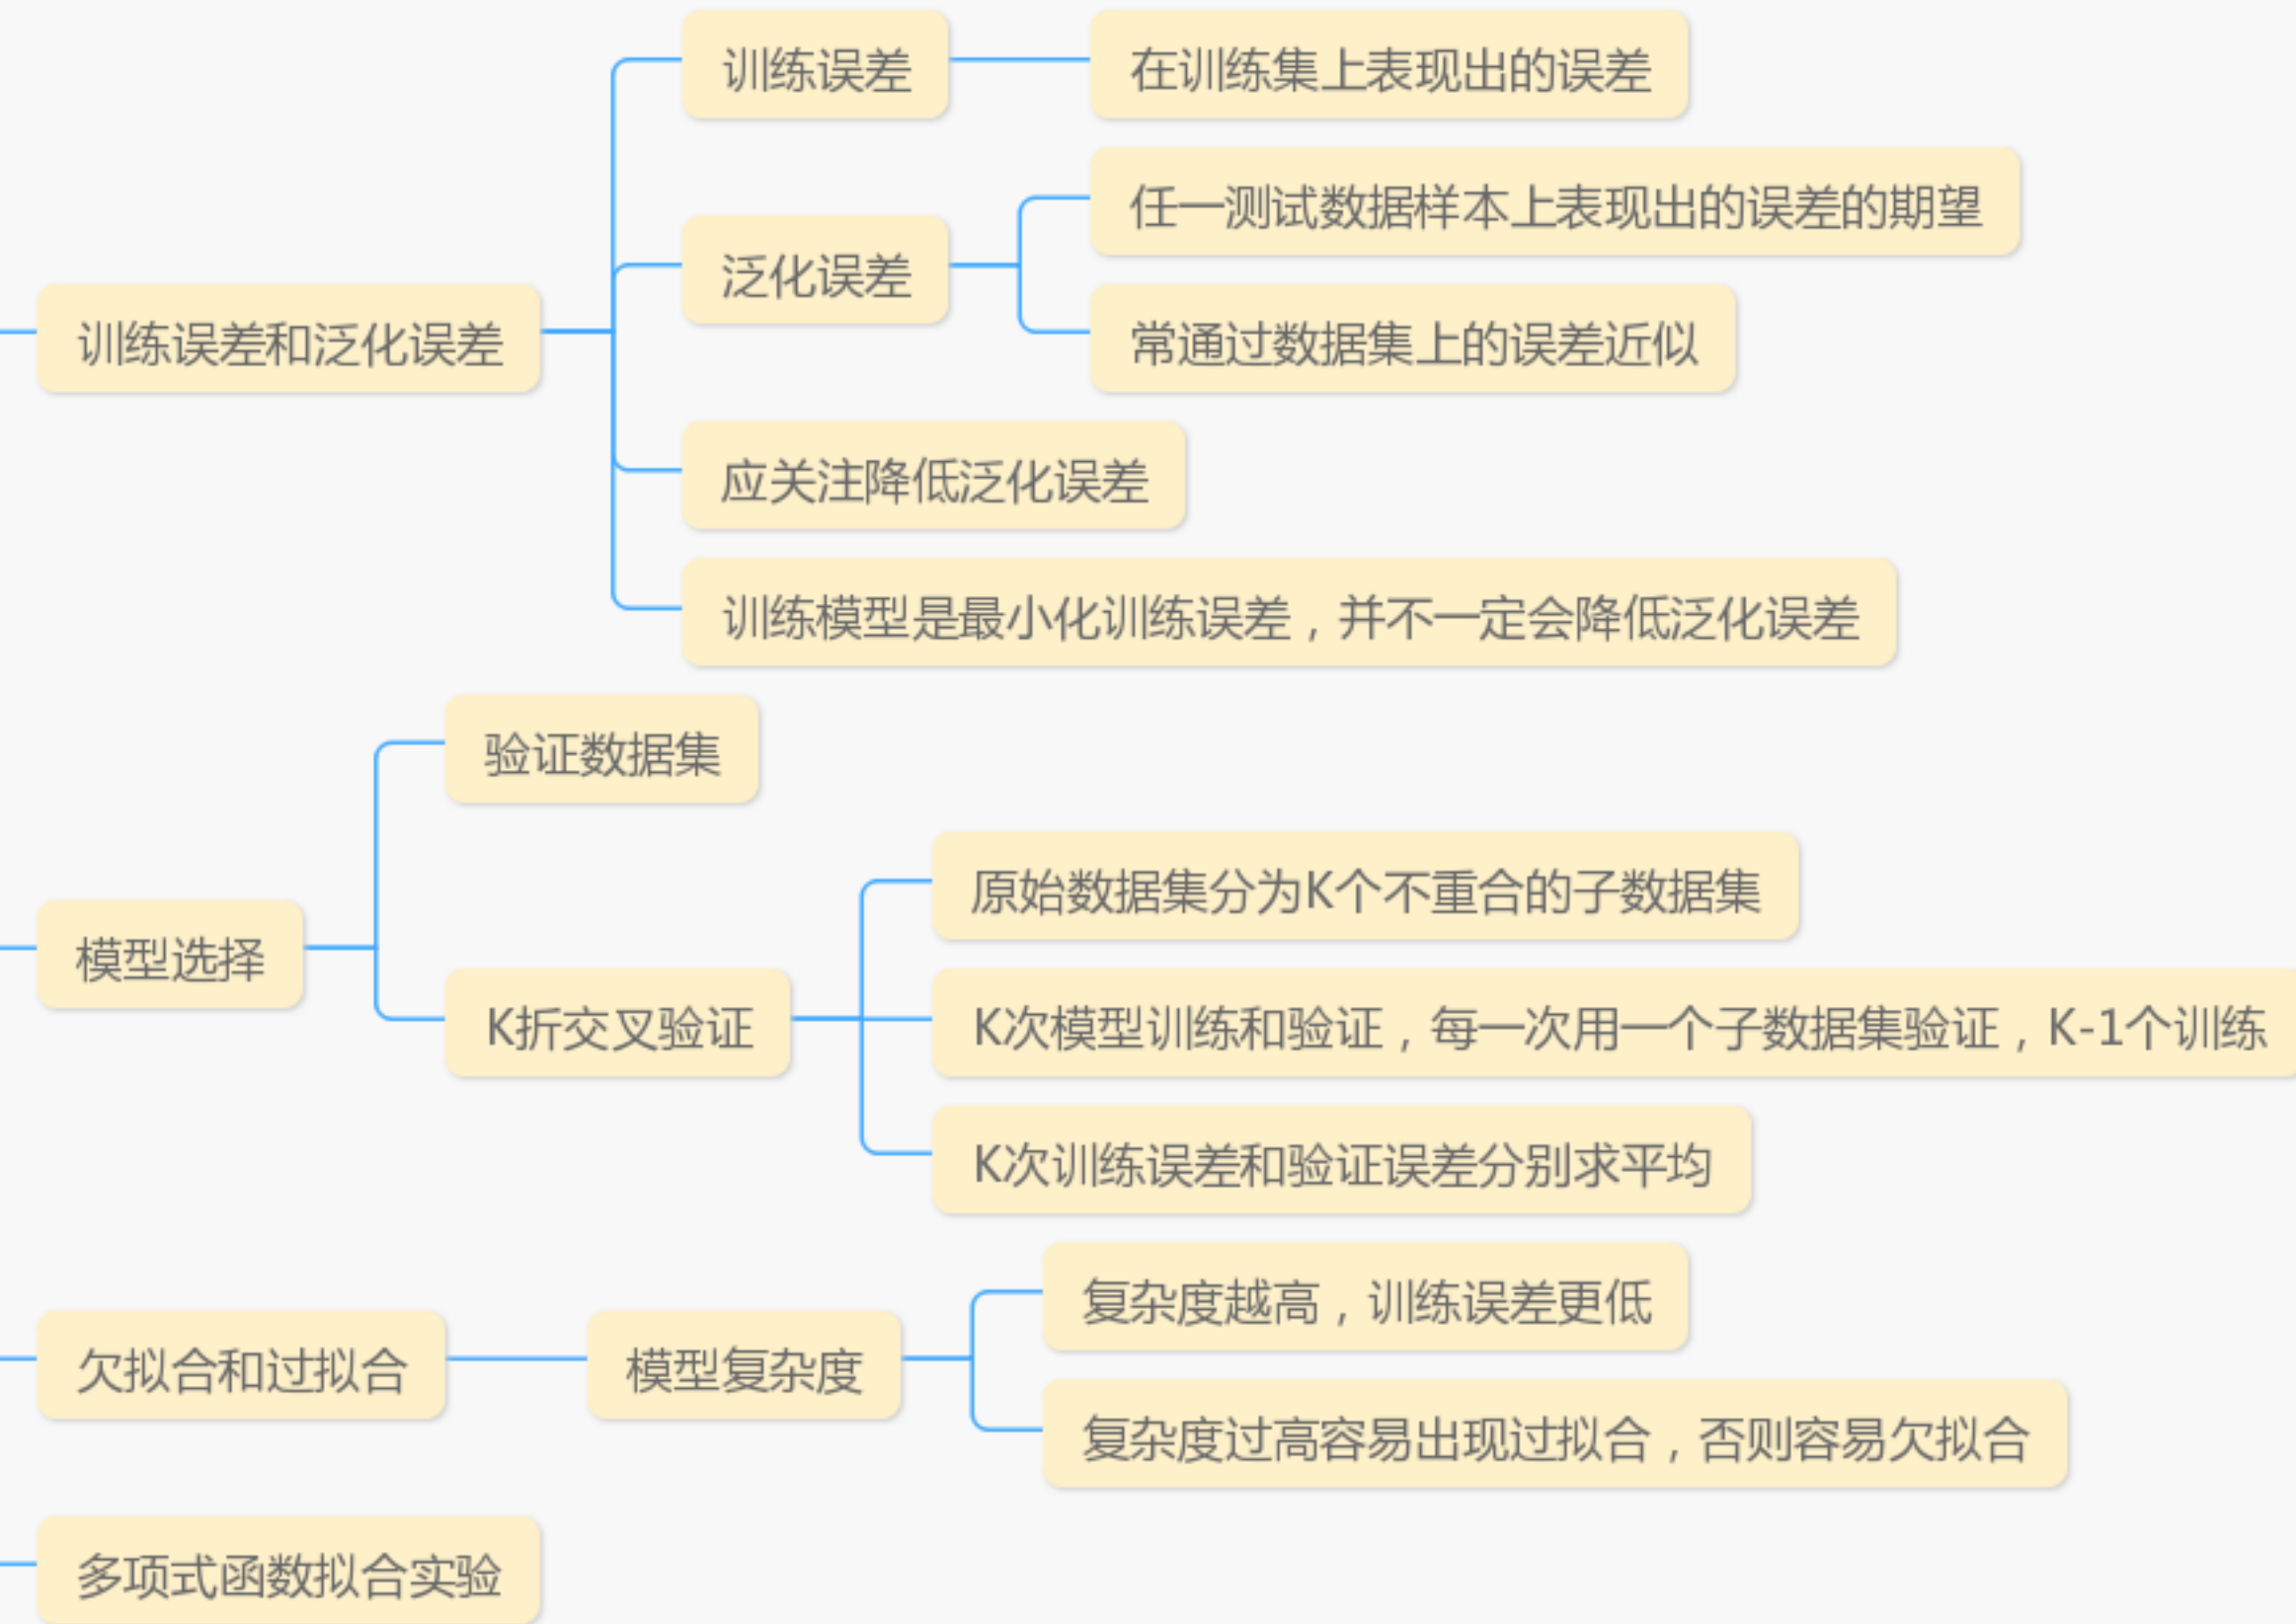 训练误差和泛化误差
训练误差
在训练集上表现出的误差
泛化误差
任一测试数据样本上表现出的误差的期望
常通过数据集上的误差近似
应关注降低泛化误差
训练模型是最小化训练误差，并不一定会降低泛化误差
模型选择
验证数据集
K折交叉验证
原始数据集分为K个不重合的子数据集
K次模型训练和验证，每一次用一个子数据集验证，K-1个训练
K次训练误差和验证误差分别求平均
欠拟合和过拟合
模型复杂度
复杂度越高，训练误差更低
复杂度过高容易出现过拟合，否则容易欠拟合
多项式函数拟合实验